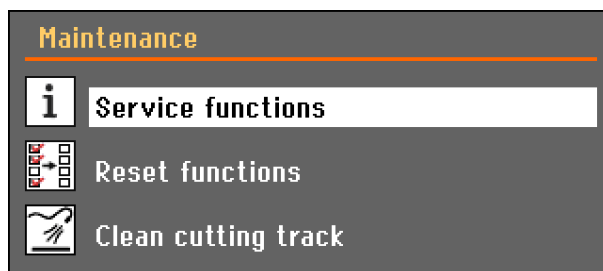 Maintenance
Service functions
Reset functions
Clean cutting track